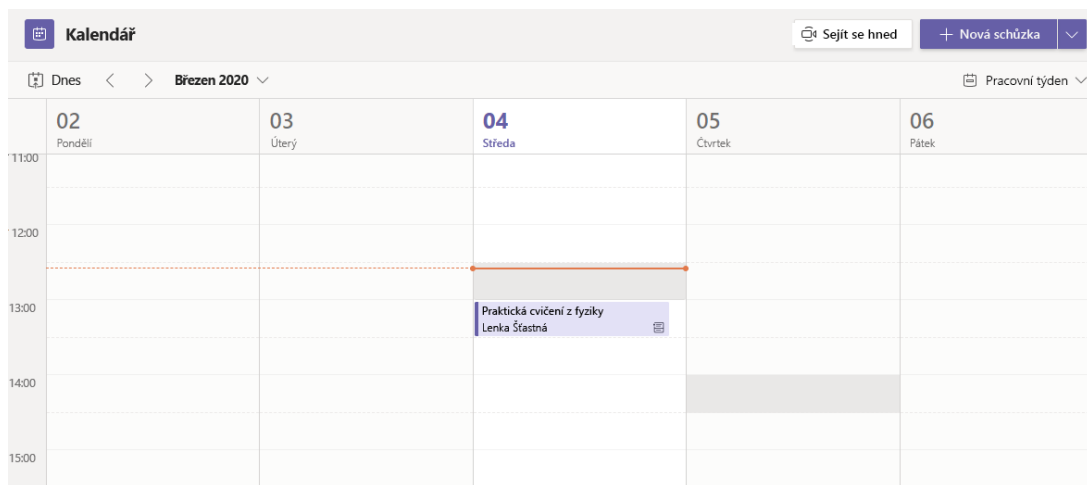 Kalendář
Sejít se hned
Nová schůzka
Dnes
Březen 2020
Pracovní týden
02
03
04
05
06
Pondělí
Úterý
Středa
Čtvrtek
Pátek
11:00
12:00
13:00
Praktická cvičení z fyziky
Lenka Šťastná
14:00
15:00